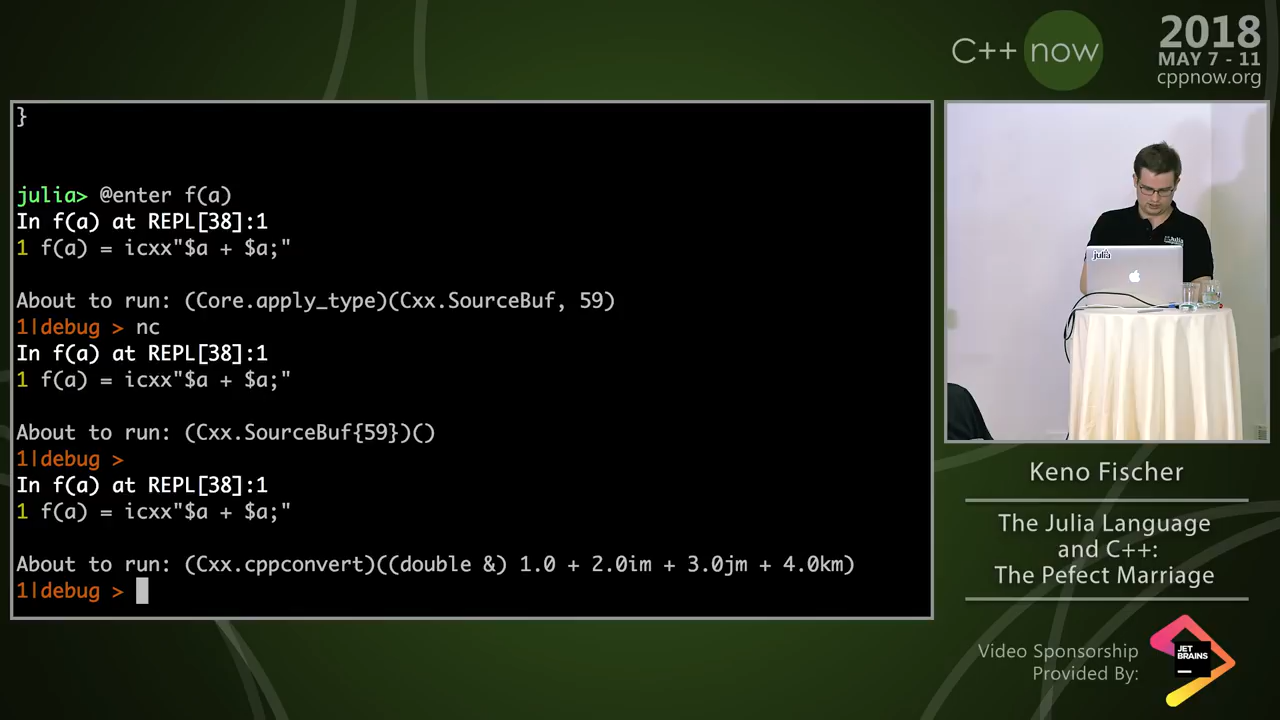 C++ now
2018
MAY 7 - 11
cppnow.org
}
julia> @enter f(a)
In f(a) at REPL[38]:1
1 f(a) = icxx"$a + $a;"
About to run: (Core.apply_type)(Cxx.SourceBuf, 59)
1|debug > nc
In f(a) at REPL[38]:1
1 f(a) = icxx"$a + $a;"
About to run: (Cxx.SourceBuf{59})()
1|debug >
In f(a) at REPL[38]:1
1 f(a) = icxx"$a + $a;"
About to run: (Cxx.cppconvert)((double &) 1.0 + 2.0im + 3.0jm + 4.0km)
1|debug >
julia
Keno Fischer
The Julia Language
and C++:
The Pefect Marriage
Video Sponsorship
Provided By:
JET
BRAINS